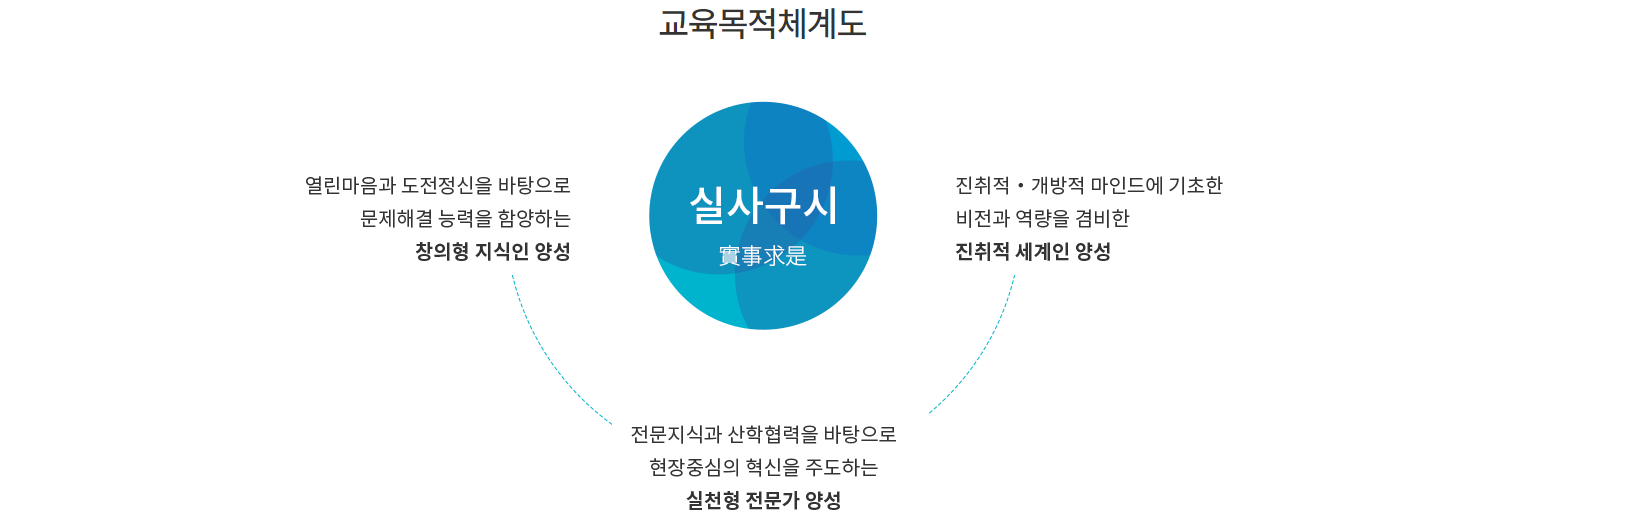 교육목적체계도
실사구시
實事求是
열린마음과 도전정신을 바탕으로
문제해결 능력을 함양하는
창의형 지식인 양성
진취적・개방적 마인드에 기초한
비전과 역량을 겸비한
진취적 세계인 양성
전문지식과 산학협력을 바탕으로
현장중심의 혁신을 주도하는
실천형 전문가 양성